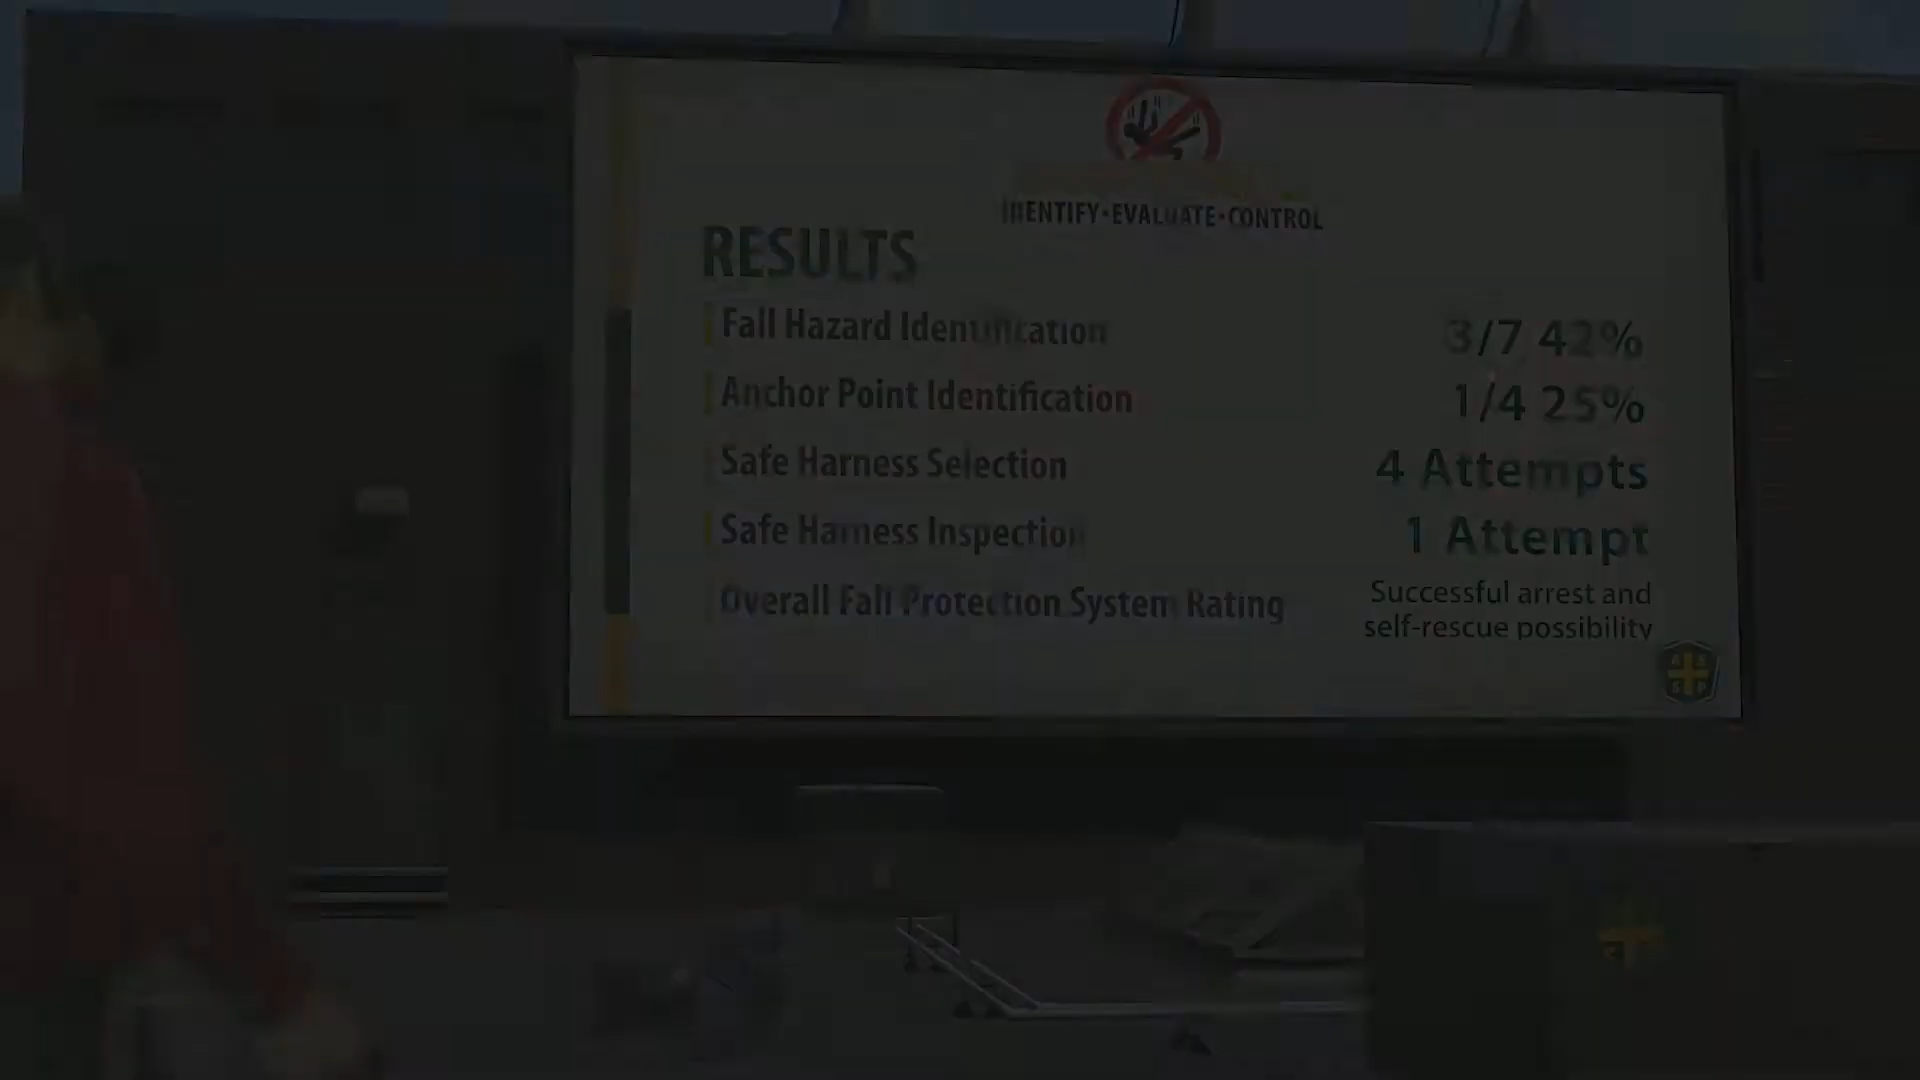 IDENTIFY·EVALUATE·CONTROL
RESULTS
Fall Hazard Identification 3/7 42%
Anchor Point Identification 1/4 25%
Safe Harness Selection 4 Attempts
Safe Harness Inspection 1 Attempt
Overall Fall Protection System Rating Successful arrest and
self-rescue possibility
A S
S P